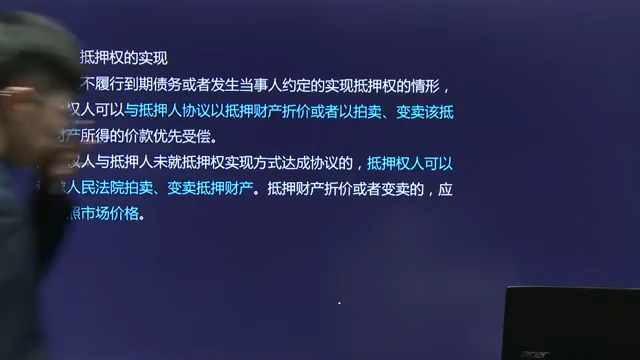 抵押权的实现
不履行到期债务或者发生当事人约定的实现抵押权的情形，
权人可以与抵押人协议以抵押财产折价或者以拍卖、变卖该抵
财产所得的价款优先受偿。
权人与抵押人未就抵押权实现方式达成协议的，抵押权人可以
人民法院拍卖、变卖抵押财产。抵押财产折价或者变卖的，应
照市场价格。
acer